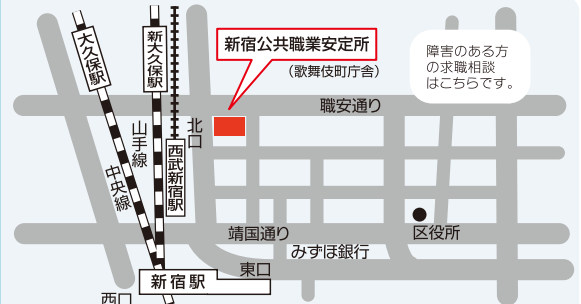 大久保駅
新大久保駅
新宿公共職業安定所
（歌舞伎町庁舎）
障害のある方
の求職相談
はこちらです。
職安通り
北口
山手線
西武新宿駅
中央線
靖国通り
区役所
みずほ銀行
東口
新宿駅
西口